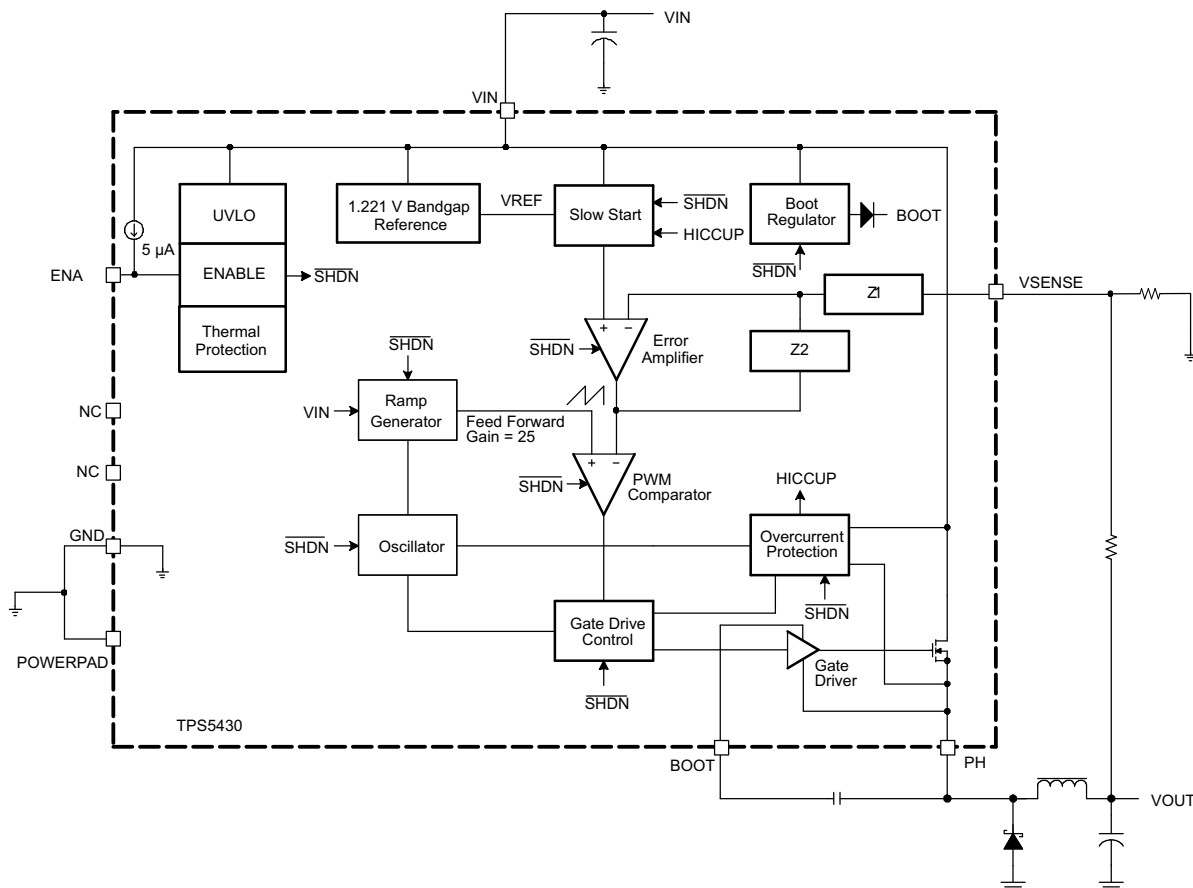 VIN
VIN
UVLO
1.221 V Bandgap
Reference
VREF
Slow Start
SHDN
HICCUP
Boot
Regulator
BOOT
5 µA
SHDN
ENA
ENABLE
SHDN
VSENSE
Z1
Thermal
Protection
SHDN
+ −
Error
Amplifier
Z2
SHDN
VIN
Ramp
Generator
Feed Forward
Gain = 25
NC
+ −
NC
SHDN
PWM
Comparator
HICCUP
GND
SHDN
Oscillator
Overcurrent
Protection
SHDN
Gate Drive
Control
POWERPAD
Gate
Driver
SHDN
TPS5430
BOOT
PH
VOUT